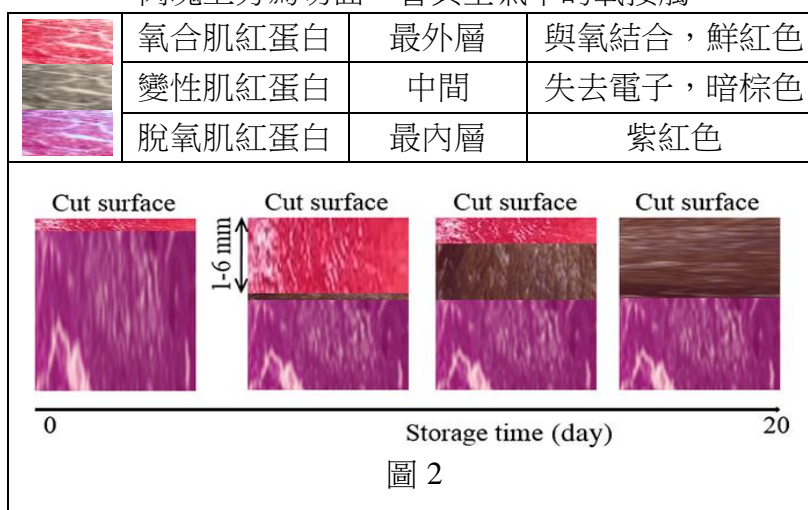 氧合肌紅蛋白 最外層 與氧結合，鮮紅色
變性肌紅蛋白 中間 失去電子，暗棕色
脫氧肌紅蛋白 最內層 紫紅色
Cut surface Cut surface Cut surface Cut surface
1-6 mm
0 Storage time (day) 20
圖 2